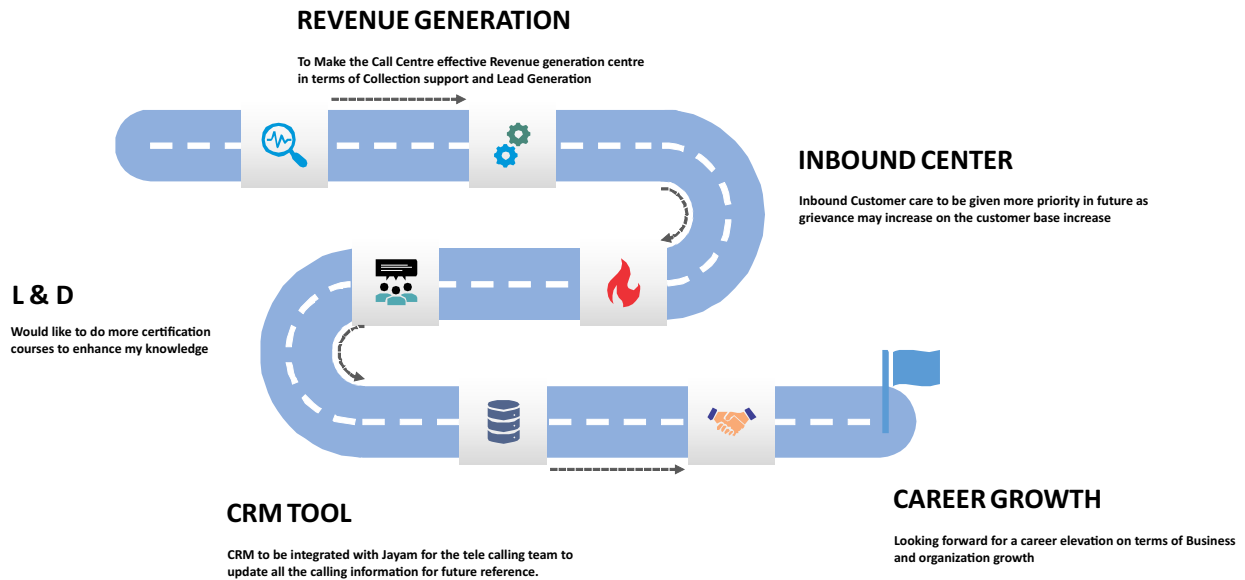 REVENUE GENERATION
To Make the Call Centre effective Revenue generation centre
in terms of Collection support and Lead Generation
INBOUND CENTER
Inbound Customer care to be given more priority in future as
grievance may increase on the customer base increase
L & D
Would like to do more certification
courses to enhance my knowledge
CRM TOOL
CRM to be integrated with Jayam for the tele calling team to
update all the calling information for future reference.
CAREER GROWTH
Looking forward for a career elevation on terms of Business
and organization growth